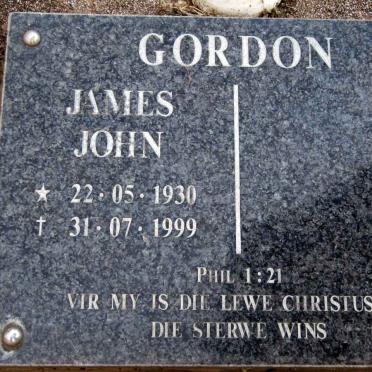 GORDON
JAMES
JOHN
★ 22·05·1930
† 31·07·1999
PHIL 1:21
VIR MY IS DIE LEWE CHRISTUS
DIE STERWE WINS